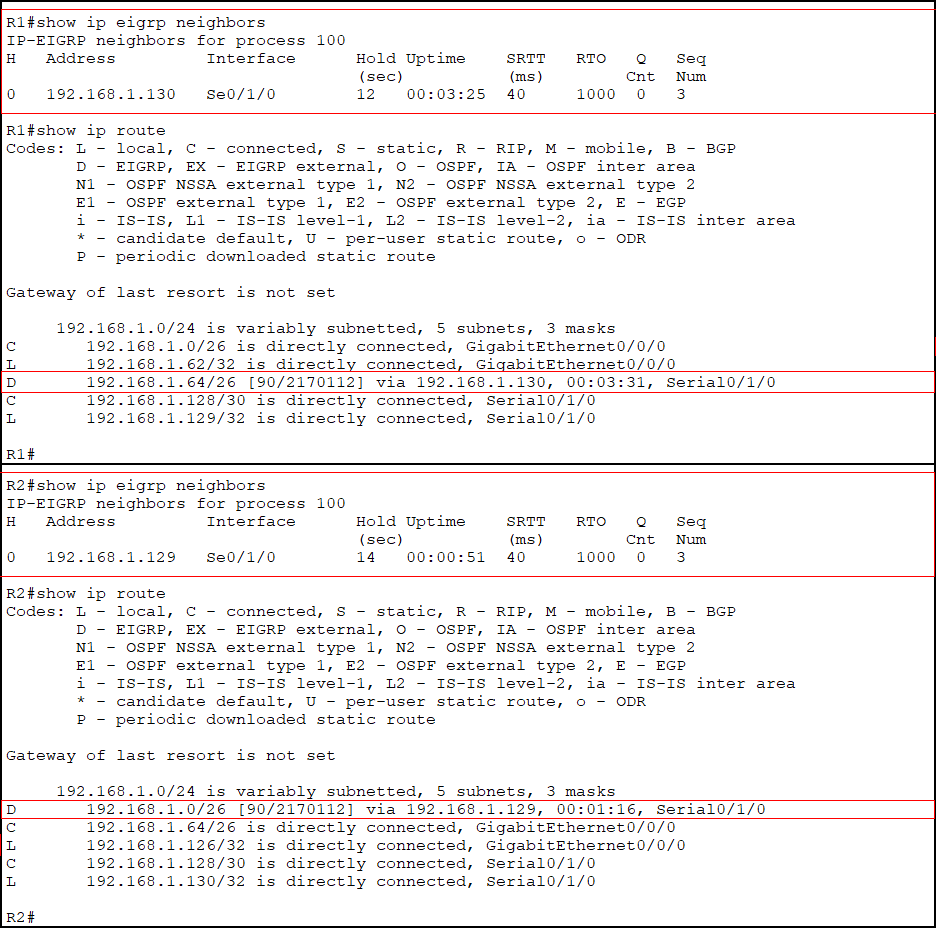 R1#show ip eigrp neighbors
IP-EIGRP neighbors for process 100
H   Address         Interface      Hold Uptime    SRTT   RTO   Q   Seq
                                   (sec)          (ms)        Cnt  Num
0   192.168.1.130   Se0/1/0        12   00:03:25  40     1000  0   3
R1#show ip route
Codes: L - local, C - connected, S - static, R - RIP, M - mobile, B - BGP
       D - EIGRP, EX - EIGRP external, O - OSPF, IA - OSPF inter area
       N1 - OSPF NSSA external type 1, N2 - OSPF NSSA external type 2
       E1 - OSPF external type 1, E2 - OSPF external type 2, E - EGP
       i - IS-IS, L1 - IS-IS level-1, L2 - IS-IS level-2, ia - IS-IS inter area
       * - candidate default, U - per-user static route, o - ODR
       P - periodic downloaded static route
Gateway of last resort is not set
     192.168.1.0/24 is variably subnetted, 5 subnets, 3 masks
C       192.168.1.0/26 is directly connected, GigabitEthernet0/0/0
L       192.168.1.62/32 is directly connected, GigabitEthernet0/0/0
D       192.168.1.64/26 [90/2170112] via 192.168.1.130, 00:03:31, Serial0/1/0
C       192.168.1.128/30 is directly connected, Serial0/1/0
L       192.168.1.129/32 is directly connected, Serial0/1/0
R1#
R2#show ip eigrp neighbors
IP-EIGRP neighbors for process 100
H   Address         Interface      Hold Uptime    SRTT   RTO   Q   Seq
                                   (sec)          (ms)        Cnt  Num
0   192.168.1.129   Se0/1/0        14   00:00:51  40     1000  0   3
R2#show ip route
Codes: L - local, C - connected, S - static, R - RIP, M - mobile, B - BGP
       D - EIGRP, EX - EIGRP external, O - OSPF, IA - OSPF inter area
       N1 - OSPF NSSA external type 1, N2 - OSPF NSSA external type 2
       E1 - OSPF external type 1, E2 - OSPF external type 2, E - EGP
       i - IS-IS, L1 - IS-IS level-1, L2 - IS-IS level-2, ia - IS-IS inter area
       * - candidate default, U - per-user static route, o - ODR
       P - periodic downloaded static route
Gateway of last resort is not set
     192.168.1.0/24 is variably subnetted, 5 subnets, 3 masks
D       192.168.1.0/26 [90/2170112] via 192.168.1.129, 00:01:16, Serial0/1/0
C       192.168.1.64/26 is directly connected, GigabitEthernet0/0/0
L       192.168.1.126/32 is directly connected, GigabitEthernet0/0/0
C       192.168.1.128/30 is directly connected, Serial0/1/0
L       192.168.1.130/32 is directly connected, Serial0/1/0
R2#